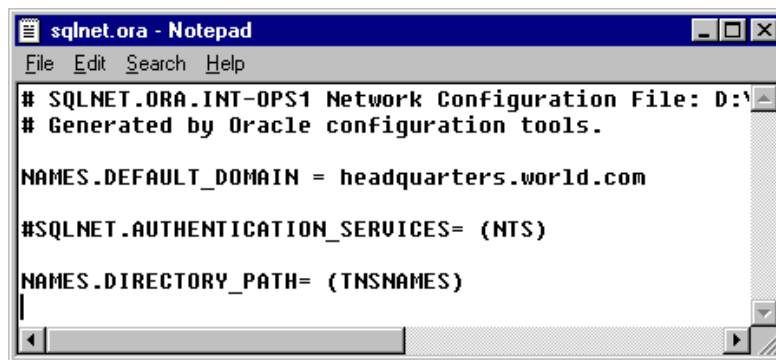 sqlnet.ora - Notepad
File Edit Search Help
# SQLNET.ORA.INT-OPS1 Network Configuration File: D:\
# Generated by Oracle configuration tools.
NAMES.DEFAULT_DOMAIN = headquarters.world.com
#SQLNET.AUTHENTICATION_SERVICES= (NTS)
NAMES.DIRECTORY_PATH= (TNSNAMES)